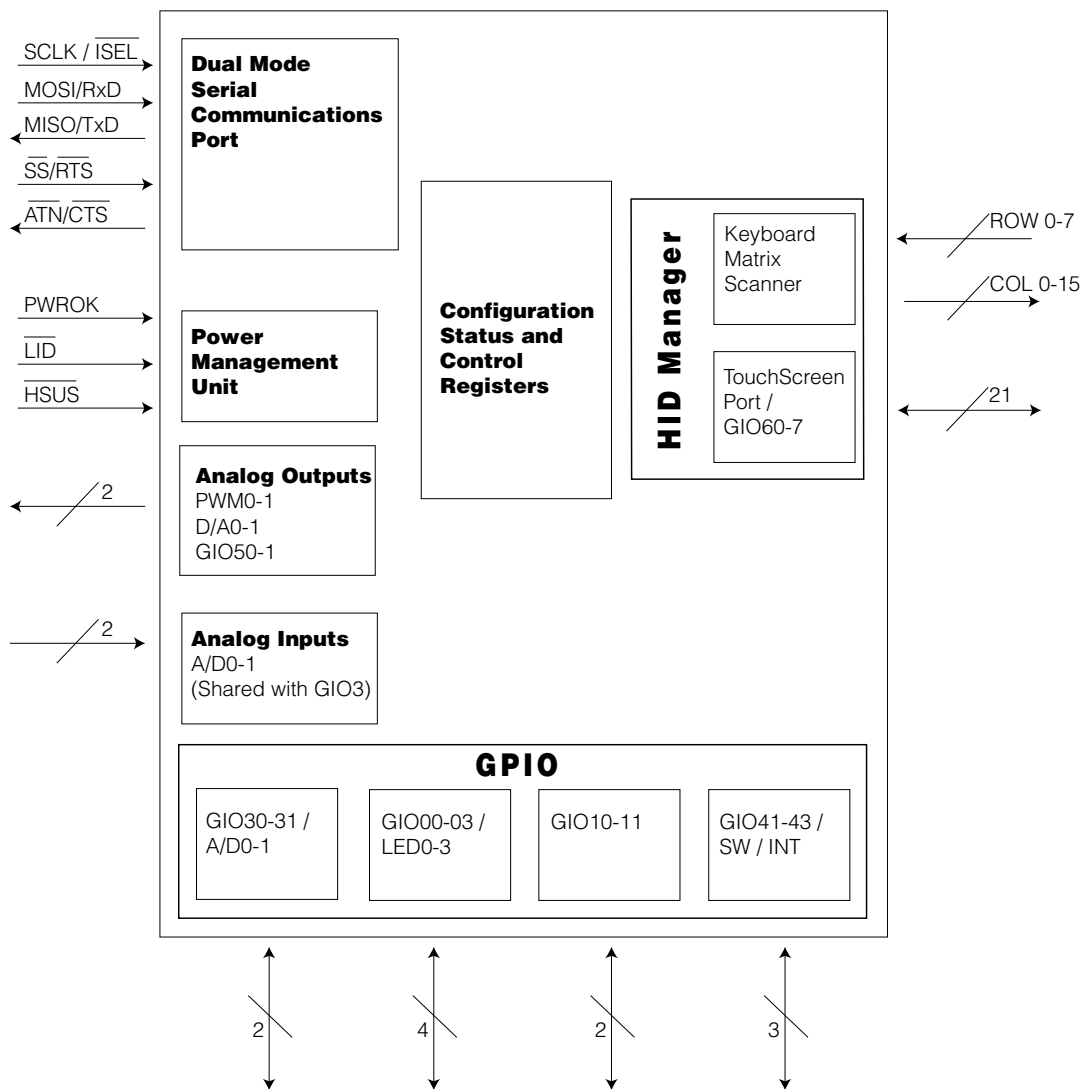 SCLK / ISEL
MOSI/RxD
MISO/TxD
SS/RTS
ATN/CTS
PWROK
LID
HSUS
2
2
Dual Mode
Serial
Communications
Port
Power
Management
Unit
Analog Outputs
PWM0-1
D/A0-1
GIO50-1
Analog Inputs
A/D0-1
(Shared with GIO3)
Configuration
Status and
Control
Registers
HID Manager
Keyboard
Matrix
Scanner
TouchScreen
Port /
GIO60-7
ROW 0-7
COL 0-15
21
GPIO
GIO30-31 /
A/D0-1
GIO00-03 /
LED0-3
GIO10-11
GIO41-43 /
SW / INT
2
4
2
3